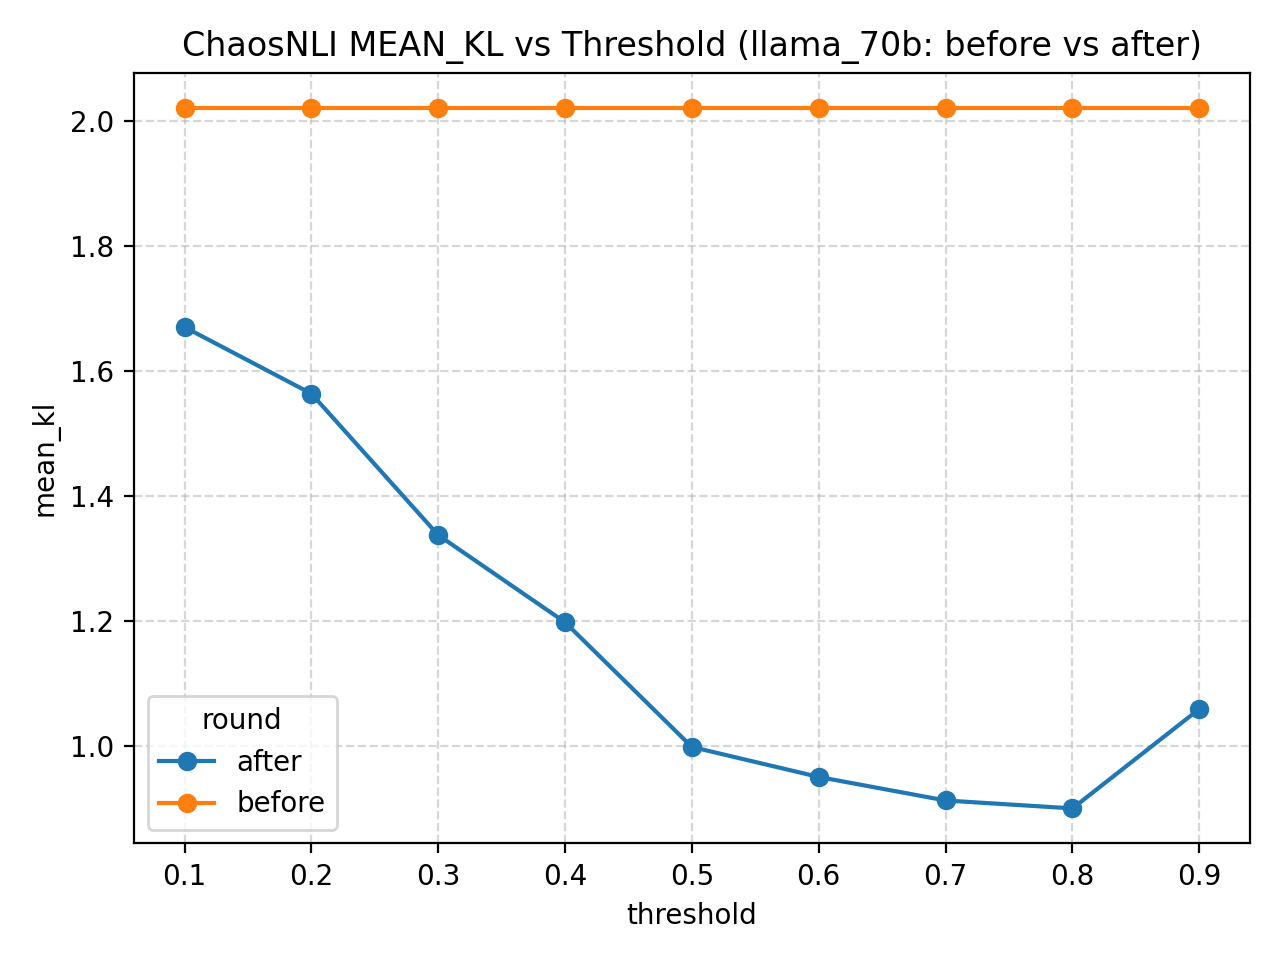 ChaosNLI MEAN_KL vs Threshold (llama_70b: before vs after)
2.0
1.8
1.6
1.4
1.2
1.0
mean_kl
round
after
before
0.1 0.2 0.3 0.4 0.5 0.6 0.7 0.8 0.9
threshold